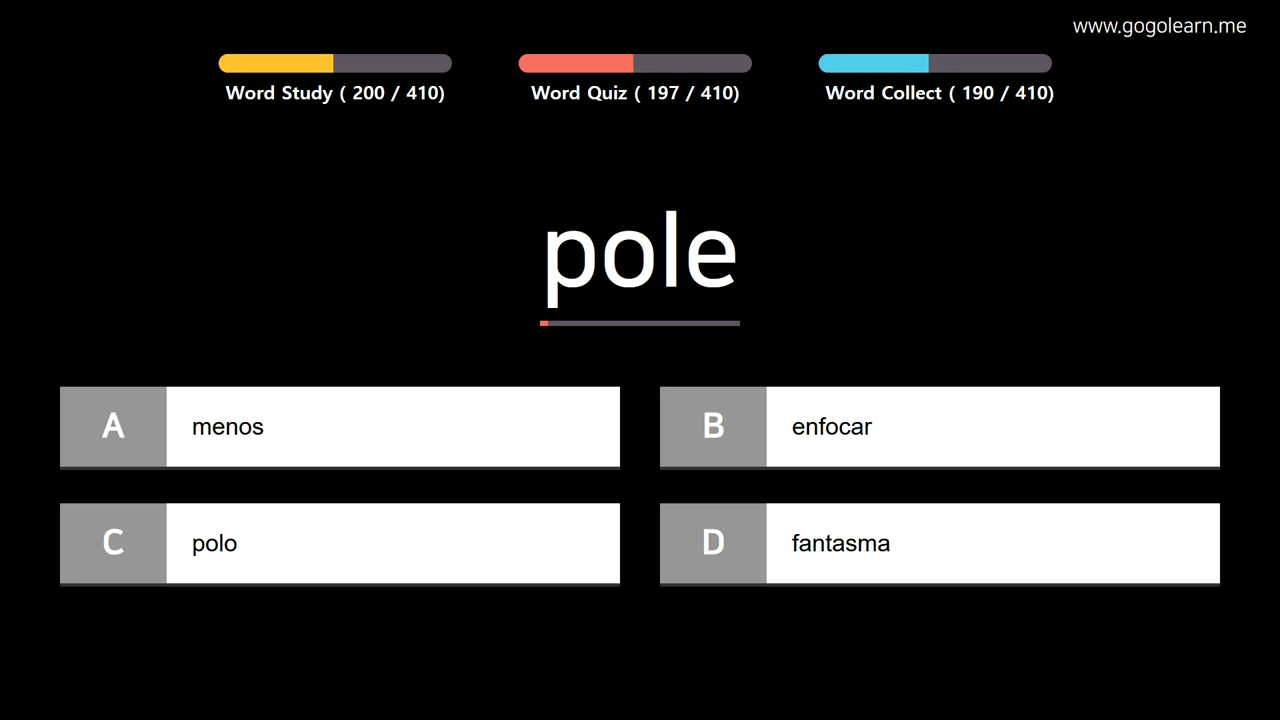 www.gogolearn.me
Word Study ( 200 / 410)
Word Quiz ( 197 / 410)
Word Collect ( 190 / 410)
pole
A menos
B enfocar
C polo
D fantasma